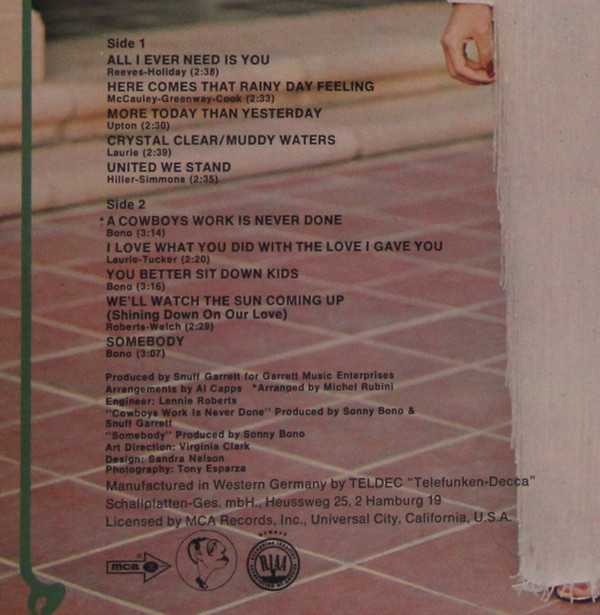 Side 1
ALL I EVER NEED IS YOU
Reeves-Holiday (2:38)
HERE COMES THAT RAINY DAY FEELING
McCauley-Greenway-Cook (2:33)
MORE TODAY THAN YESTERDAY
Upton (2:30)
CRYSTAL CLEAR/MUDDY WATERS
Laurie (2:39)
UNITED WE STAND
Hiller-Simmons (2:35)
Side 2
*A COWBOYS WORK IS NEVER DONE
Bono (3:14)
I LOVE WHAT YOU DID WITH THE LOVE I GAVE YOU
Laurie-Tucker (2:20)
YOU BETTER SIT DOWN KIDS
Bono (3:16)
WE'LL WATCH THE SUN COMING UP
(Shining Down On Our Love)
Roberts-Welch (2:29)
SOMEBODY
Bono (3:07)
Produced by Snuff Garrett for Garrett Music Enterprises
Arrangements by Al Capps *Arranged by Michel Rubini
Engineer: Lennie Roberts
"Cowboys Work Is Never Done" Produced by Sonny Bono &
Snuff Garrett
"Somebody" Produced by Sonny Bono
Art Direction: Virginia Clark
Design: Sandra Nelson
Photography: Tony Esparza
Manufactured in Western Germany by TELDEC "Telefunken-Decca"
Schallplatten-Ges. mbH., Heussweg 25, 2 Hamburg 19
Licensed by MCA Records, Inc., Universal City, California, U.S.A.
mca
RIAA